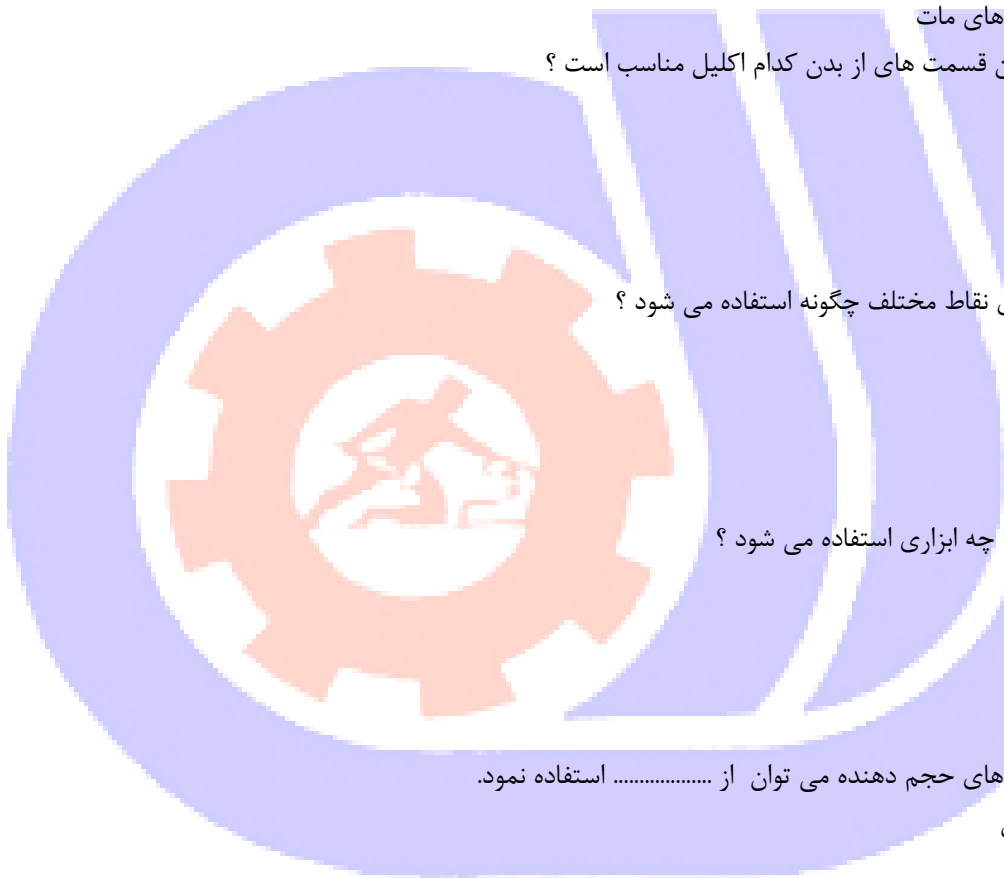 های مات
قسمت های از بدن کدام اکلیل مناسب است ؟
نقاط مختلف چگونه استفاده می شود ؟
چه ابزاری استفاده می شود ؟
های حجم دهنده می توان از .................. استفاده نمود.